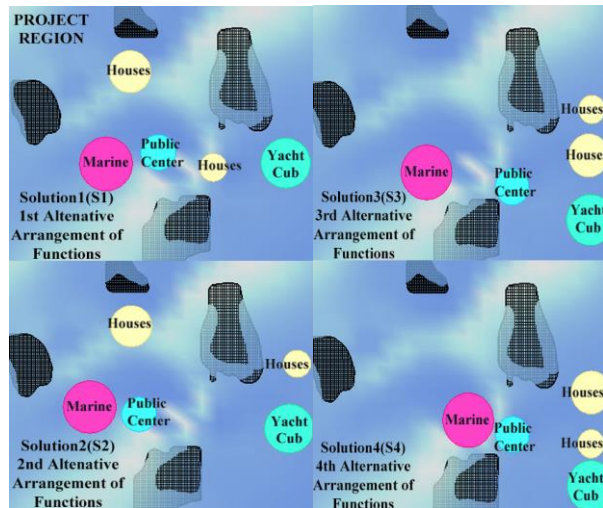 PROJECT
REGION
Houses
Marine
Public
Center
Houses
Yacht
Cub
Solution1(S1)
1st Altenative
Arrangement of
Functions
Houses
Houses
Marine
Public
Center
Yacht
Cub
Solution3(S3)
3rd Alternative
Arrangement of
Functions
Houses
Houses
Marine
Public
Center
Yacht
Cub
Solution2(S2)
2nd Altenative
Arrangement of
Functions
Houses
Marine
Public
Center
Houses
Yacht
Cub
Solution4(S4)
4th Alternative
Arrangement of
Functions